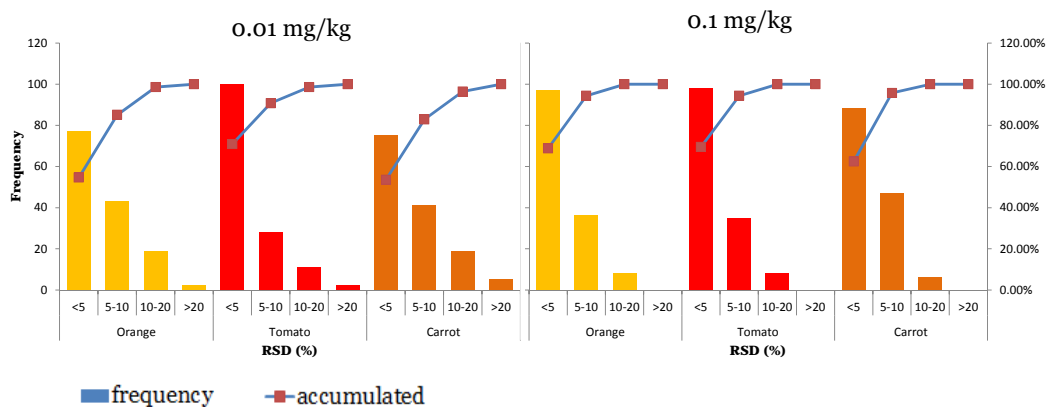 0.01 mg/kg
0.1 mg/kg
120
100
80
60
40
20
0
Frequency
120.00%
100.00%
80.00%
60.00%
40.00%
20.00%
0.00%
<5 5-10 10-20 >20 <5 5-10 10-20 >20 <5 5-10 10-20 >20
Orange Tomato Carrot
RSD (%)
<5 5-10 10-20 >20 <5 5-10 10-20 >20 <5 5-10 10-20 >20
Orange Tomato Carrot
RSD (%)
frequency accumulated